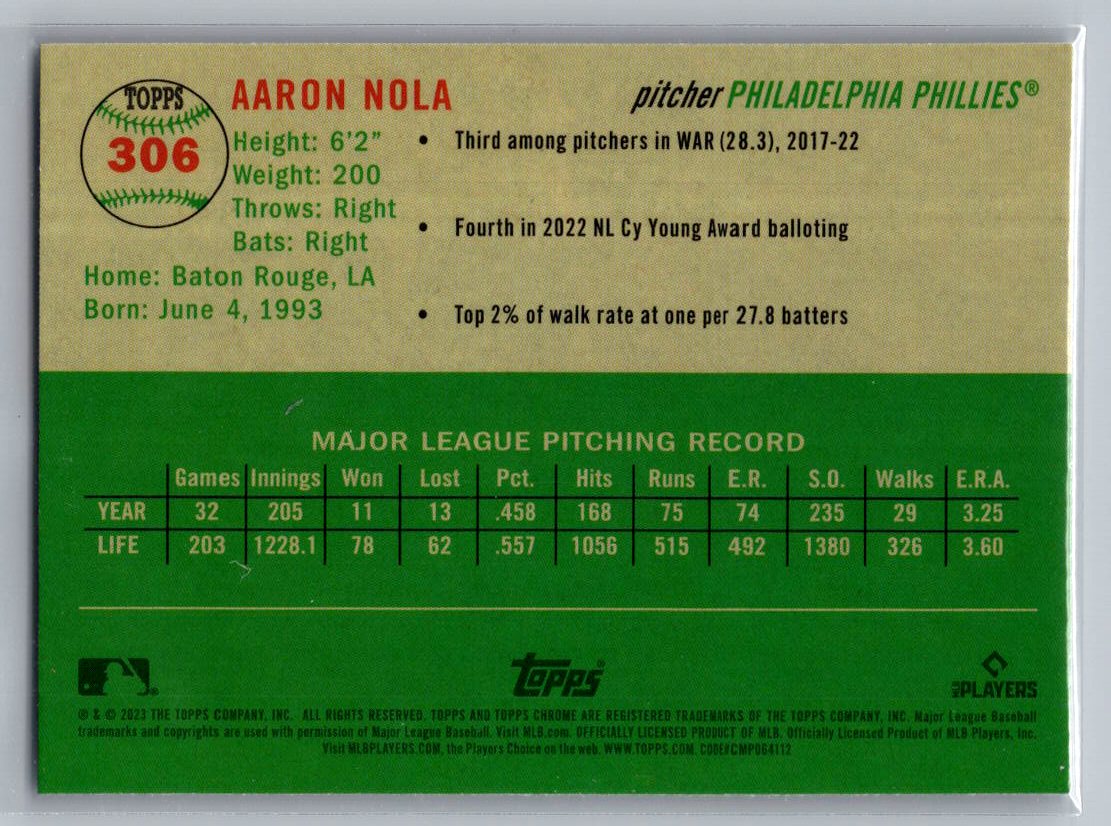 TOPPS
306
AARON NOLA
pitcher PHILADELPHIA PHILLIES®
Height: 6'2"
Weight: 200
Throws: Right
Bats: Right
Home: Baton Rouge, LA
Born: June 4, 1993
• Third among pitchers in WAR (28.3), 2017-22
• Fourth in 2022 NL Cy Young Award balloting
• Top 2% of walk rate at one per 27.8 batters
MAJOR LEAGUE PITCHING RECORD
Games Innings Won Lost Pct. Hits Runs E.R. S.O. Walks E.R.A.
YEAR 32 205 11 13 .458 168 75 74 235 29 3.25
LIFE 203 1228.1 78 62 .557 1056 515 492 1380 326 3.60
topps®
MLB PLAYERS
® & © 2023 THE TOPPS COMPANY, INC. ALL RIGHTS RESERVED. TOPPS AND TOPPS CHROME ARE REGISTERED TRADEMARKS OF THE TOPPS COMPANY, INC. Major League Baseball
trademarks and copyrights are used with permission of Major League Baseball. Visit MLB.com. OFFICIALLY LICENSED PRODUCT OF MLB. Officially Licensed Product of MLB Players, Inc.
Visit MLBPLAYERS.COM, the Players Choice on the web. WWW.TOPPS.COM. CODE#CMP064112